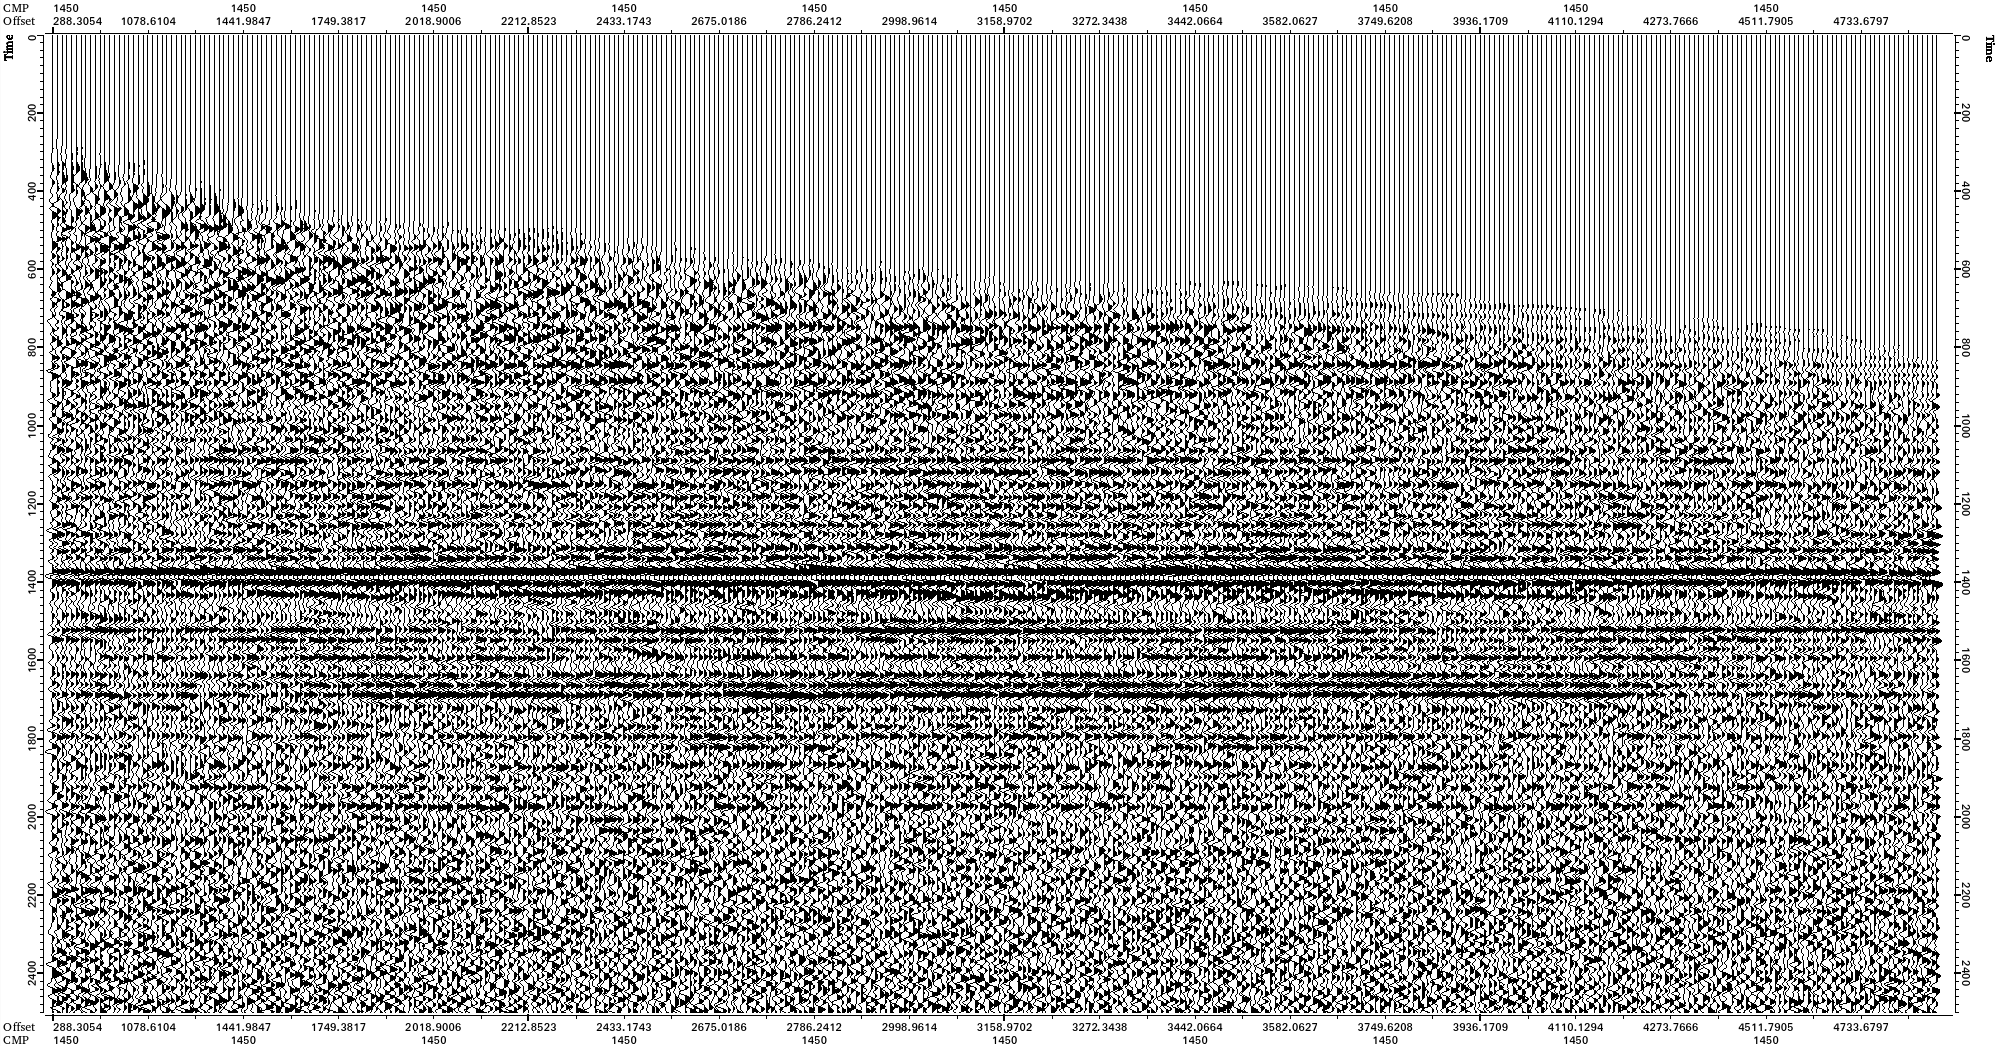 CMP 1450 1450 1450 1450 1450 1450 1450 1450 1450 1450
Offset 288.3054 1078.6104 1441.9847 1749.3817 2018.9006 2212.8523 2433.1743 2675.0186 2786.2412 2998.9614 3158.9702 3272.3438 3442.0664 3582.0627 3749.6208 3936.1709 4110.1294 4273.7666 4511.7905 4733.6797
Time
0 0
200 200
400 400
600 600
800 800
1000 1000
1200 1200
1400 1400
1600 1600
1800 1800
2000 2000
2200 2200
2400 2400
Time
Offset 288.3054 1078.6104 1441.9847 1749.3817 2018.9006 2212.8523 2433.1743 2675.0186 2786.2412 2998.9614 3158.9702 3272.3438 3442.0664 3582.0627 3749.6208 3936.1709 4110.1294 4273.7666 4511.7905 4733.6797
CMP 1450 1450 1450 1450 1450 1450 1450 1450 1450 1450